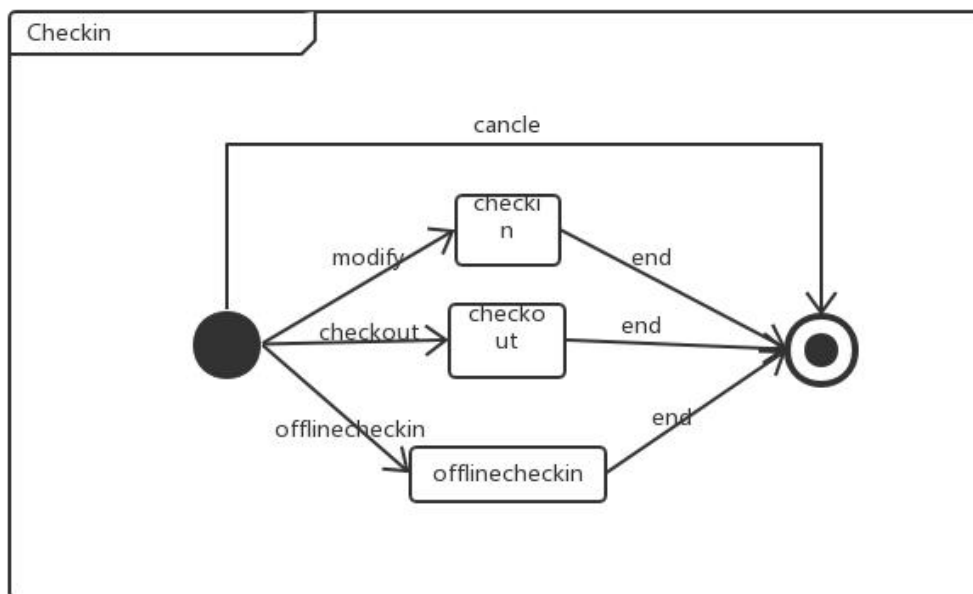 Checkin
cancle
checki
n
modify
end
checkout
checko
ut
end
offlinecheckin
end
offlinecheckin